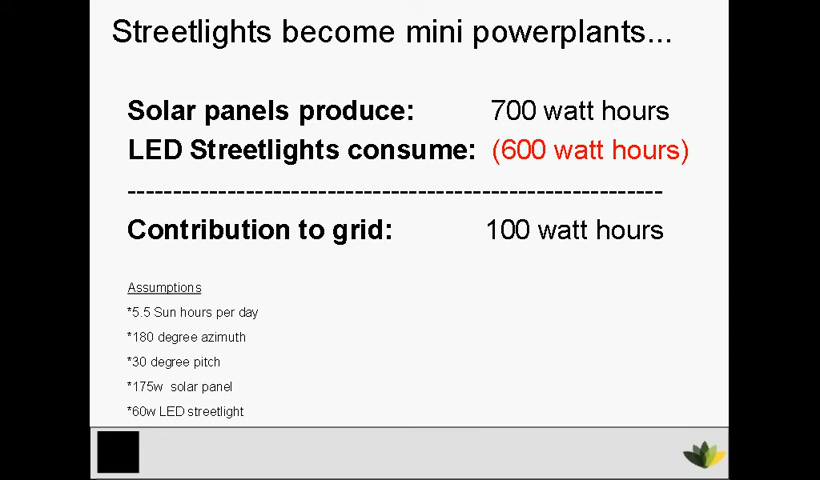 Streetlights become mini powerplants...
Solar panels produce: 700 watt hours
LED Streetlights consume: (600 watt hours)
-----------------------------------------------------------
Contribution to grid: 100 watt hours
Assumptions
*5.5 Sun hours per day
*180 degree azimuth
*30 degree pitch
*175w  solar panel
*60w LED streetlight